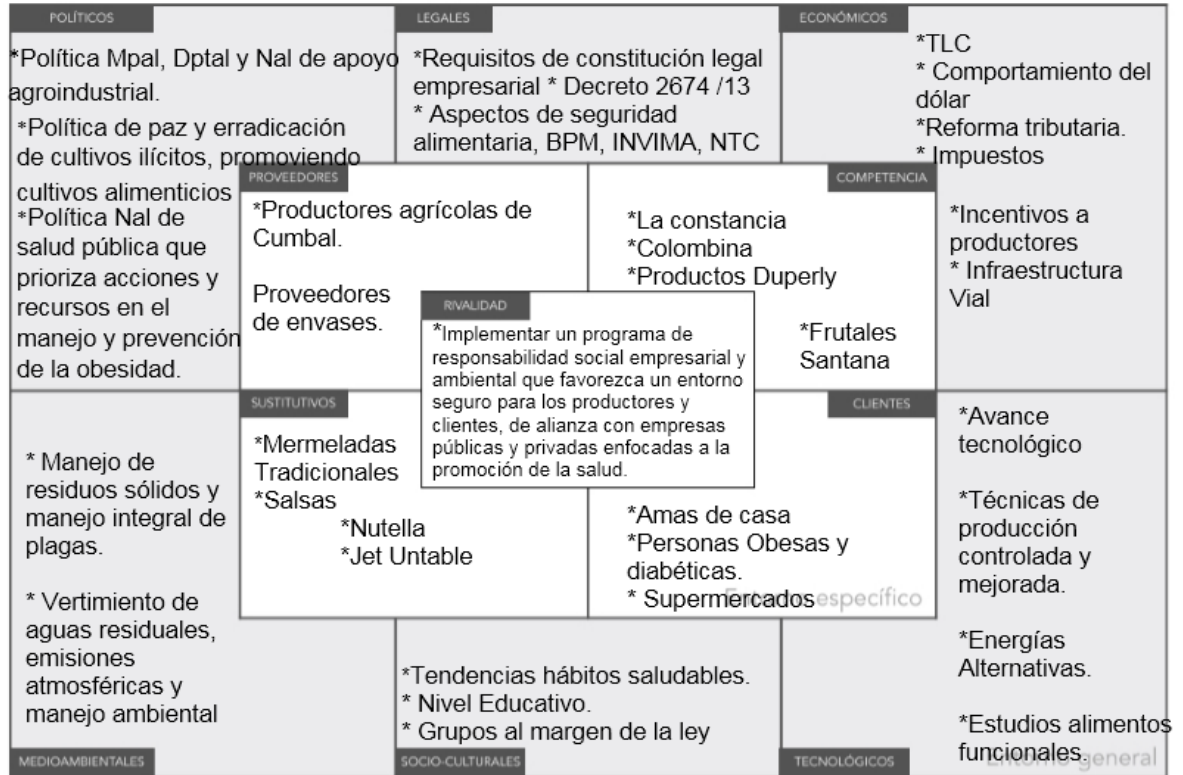 POLÍTICOS
*Política Mpal, Dptal y Nal de apoyo
agroindustrial.
*Política de paz y erradicación
de cultivos ilícitos, promoviendo
cultivos alimenticios
*Política Nal de
salud pública que
prioriza acciones y
recursos en el
manejo y prevención
de la obesidad.
LEGALES
*Requisitos de constitución legal
empresarial * Decreto 2674 /13
* Aspectos de seguridad
alimentaria, BPM, INVIMA, NTC
ECONÓMICOS
*TLC
* Comportamiento del
dólar
*Reforma tributaria.
* Impuestos
*Incentivos a
productores
* Infraestructura
Vial
PROVEEDORES
*Productores agrícolas de
Cumbal.
Proveedores
de envases.
COMPETENCIA
*La constancia
*Colombina
*Productos Duperly
*Frutales
Santana
RIVALIDAD
*Implementar un programa de
responsabilidad social empresarial y
ambiental que favorezca un entorno
seguro para los productores y
clientes, de alianza con empresas
públicas y privadas enfocadas a la
promoción de la salud.
SUSTITUTIVOS
*Mermeladas
Tradicionales
*Salsas
*Nutella
*Jet Untable
CLIENTES
*Amas de casa
*Personas Obesas y
diabéticas.
* Supermercados
Entorno específico
* Manejo de
residuos sólidos y
manejo integral de
plagas.
* Vertimiento de
aguas residuales,
emisiones
atmosféricas y
manejo ambiental
MEDIOAMBIENTALES
*Tendencias hábitos saludables.
* Nivel Educativo.
* Grupos al margen de la ley
SOCIO-CULTURALES
*Avance
tecnológico
*Técnicas de
producción
controlada y
mejorada.
*Energías
Alternativas.
*Estudios alimentos
funcionales.
TECNOLÓGICOS
Entorno general